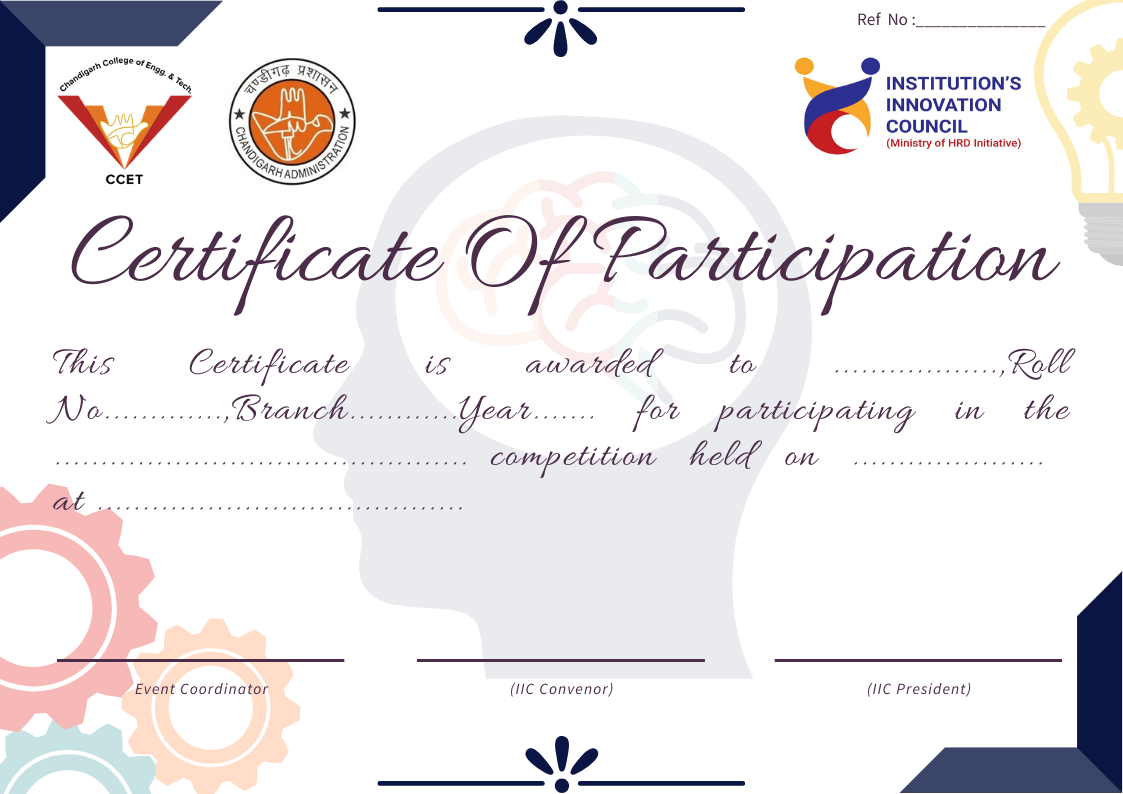 Ref No :_______________
Chandigarh College of Engg. & Tech.
CCET
चण्डीगढ़ प्रशासन
CHANDIGARH ADMINISTRATION
INSTITUTION'S
INNOVATION
COUNCIL
(Ministry of HRD Initiative)
Certificate Of Participation
This Certificate is awarded to ..................,Roll
No.............,Branch............Year....... for participating in the
............................................. competition held on .....................
at ........................................
Event Coordinator
(IIC Convenor)
(IIC President)